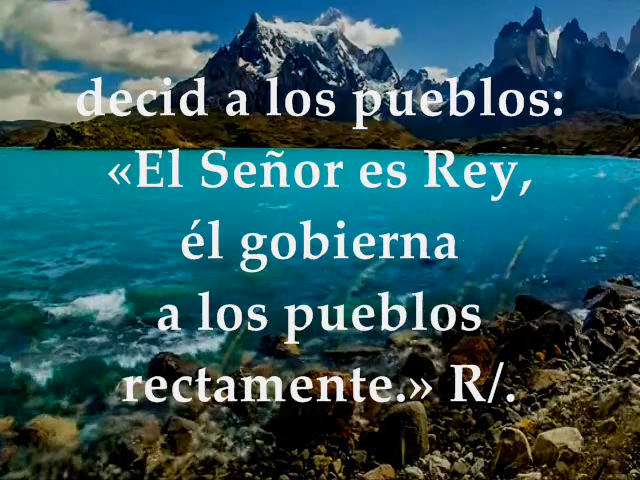 decid a los pueblos:
«El Señor es Rey,
él gobierna
a los pueblos
rectamente.» R/.